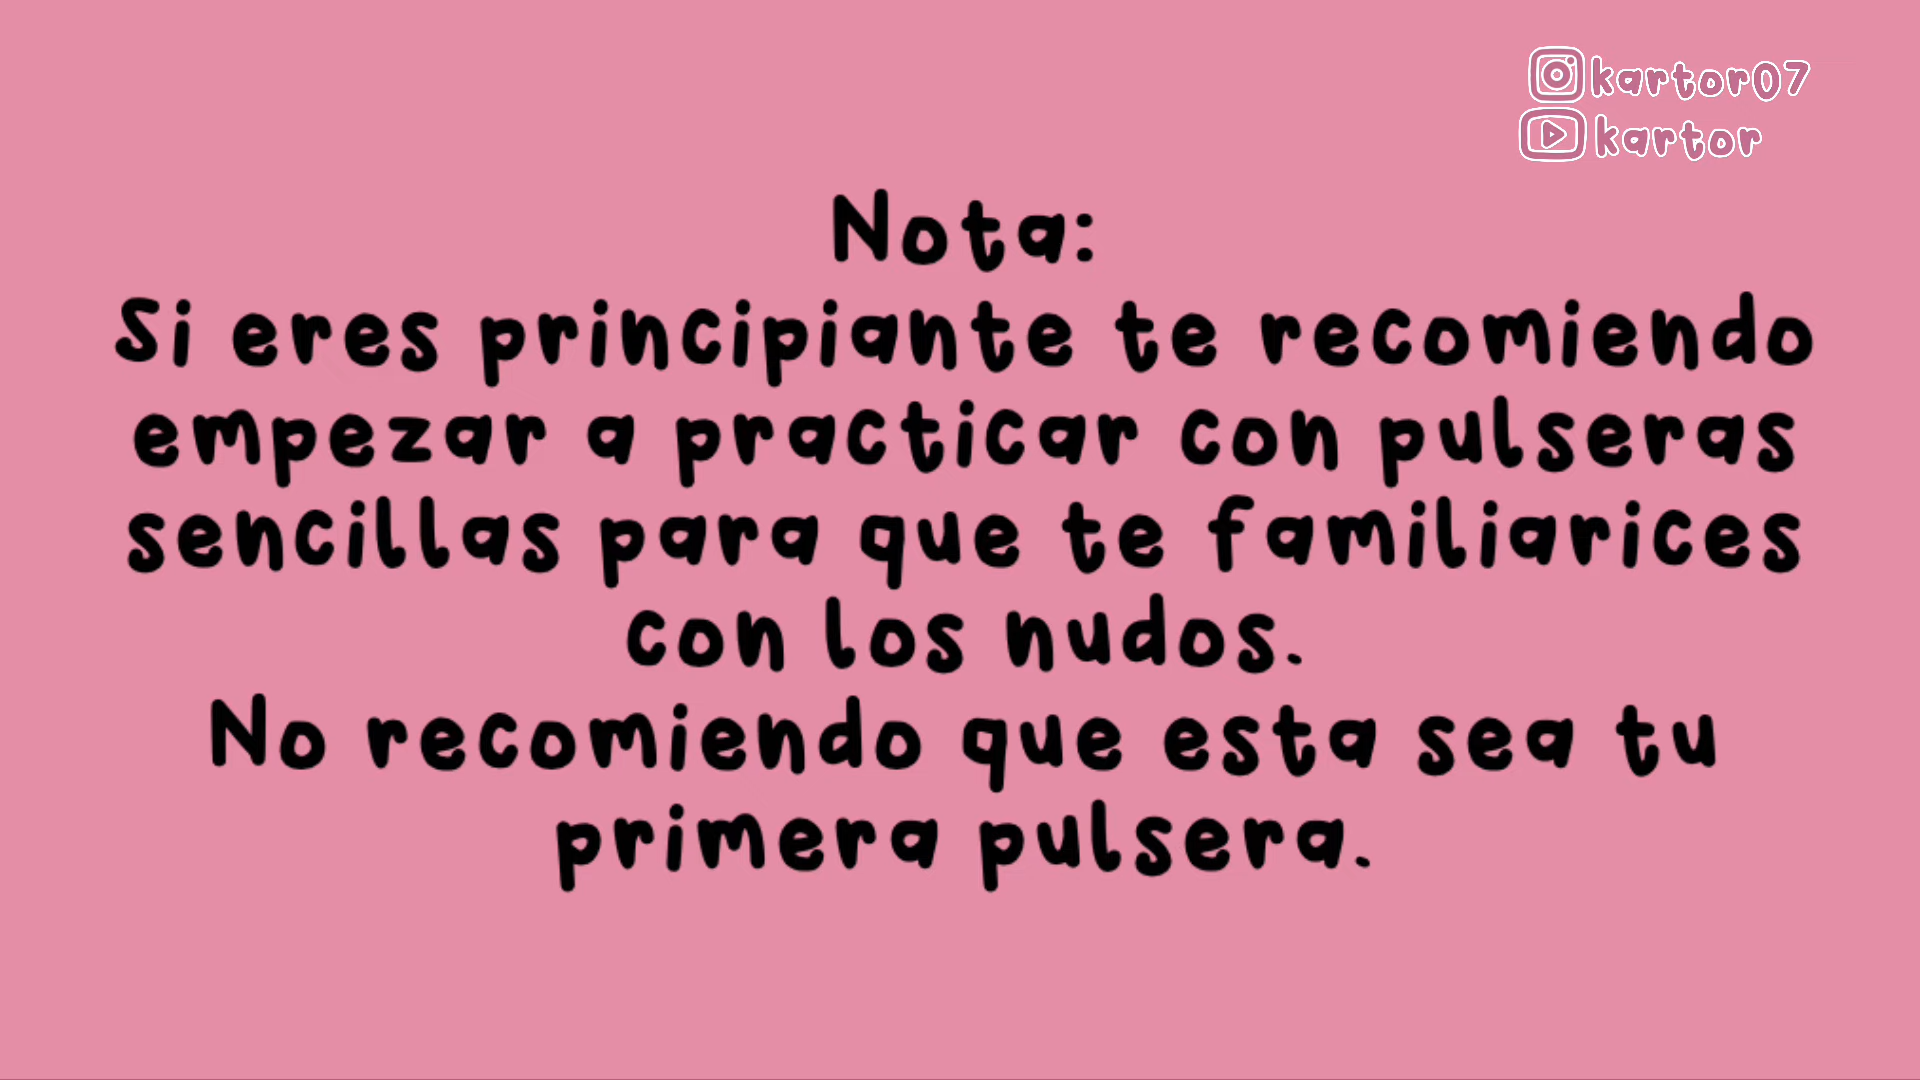 kartor07
kartor
Nota:
Si eres principiante te recomiendo
empezar a practicar con pulseras
sencillas para que te familiarices
con los nudos.
No recomiendo que esta sea tu
primera pulsera.